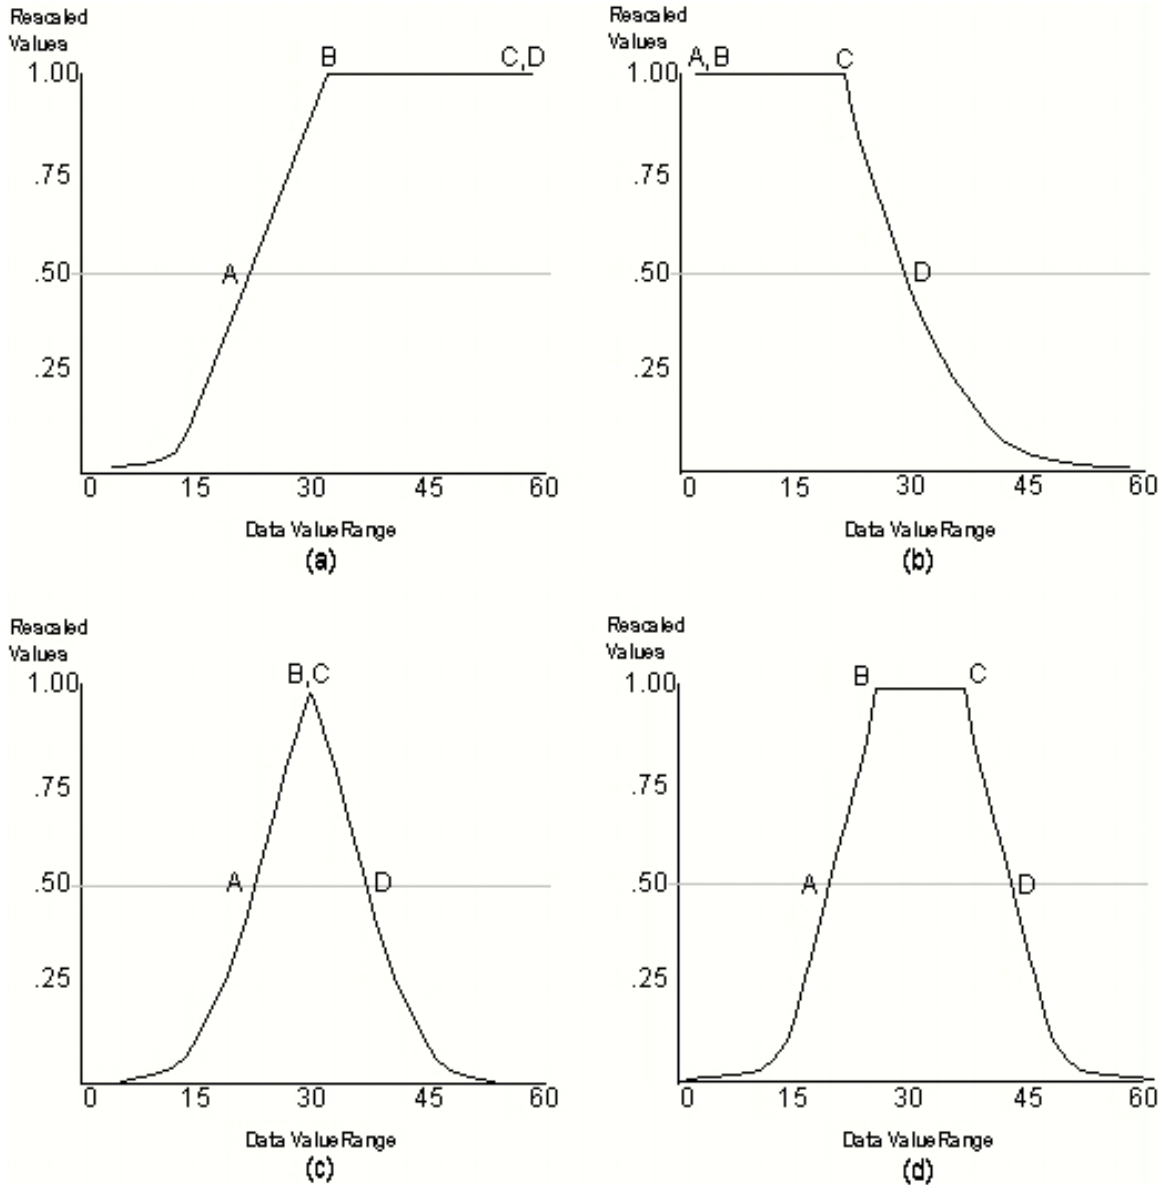 Rescaled
Values
1.00
B
C,D
.75
A
.50
.25
0 15 30 45 60
Data Value Range
(a)
Rescaled
Values
1.00
A,B
C
.75
.50
D
.25
0 15 30 45 60
Data Value Range
(b)
Rescaled
Values
B,C
1.00
.75
A
D
.50
.25
0 15 30 45 60
Data Value Range
(c)
Rescaled
Values
1.00
B
C
.75
.50
A
D
.25
0 15 30 45 60
Data Value Range
(d)